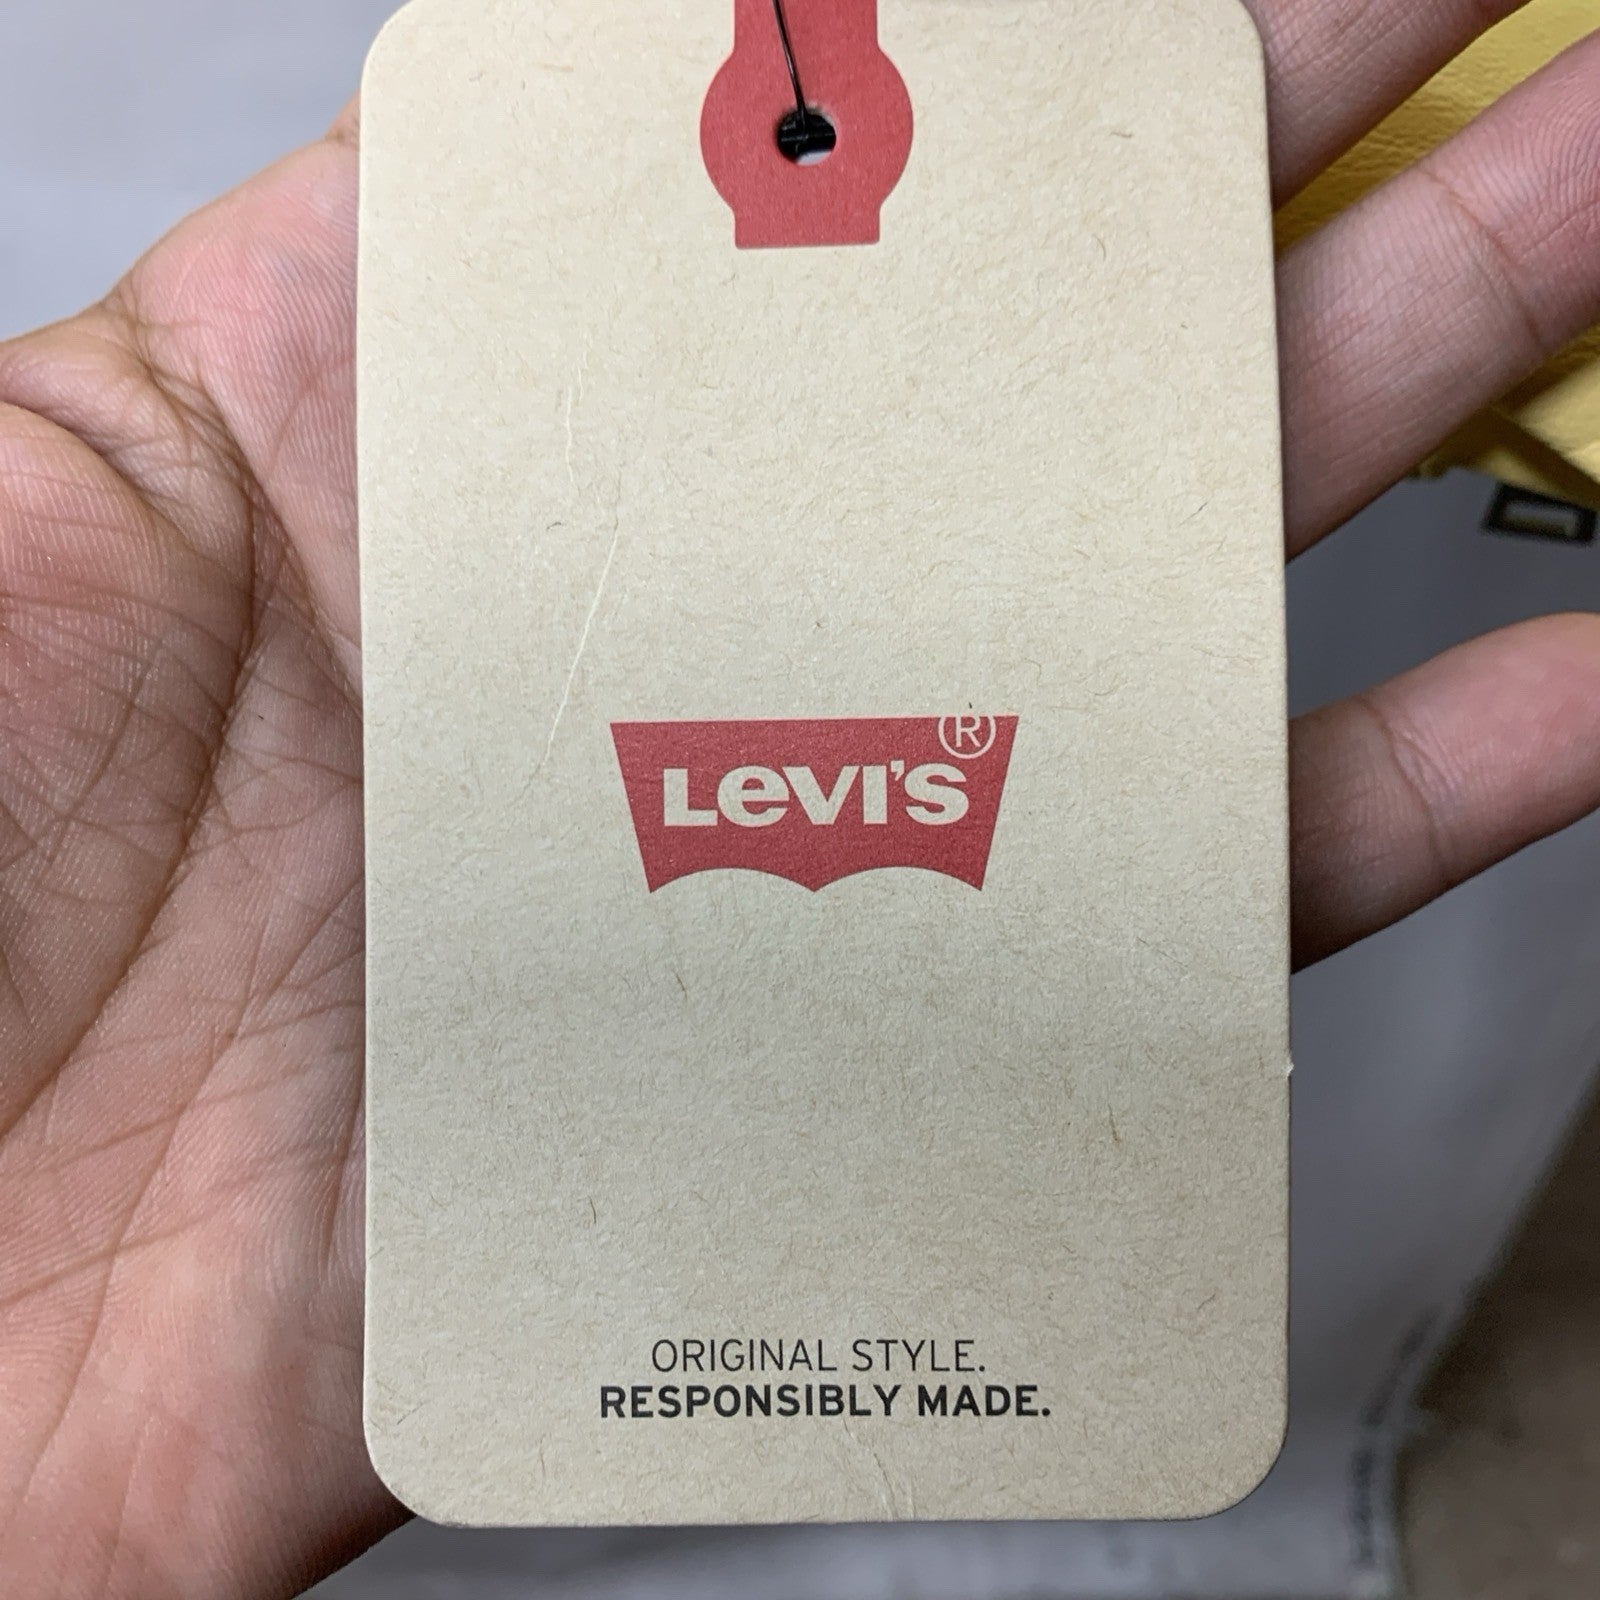 Levi's®
ORIGINAL STYLE.
RESPONSIBLY MADE.